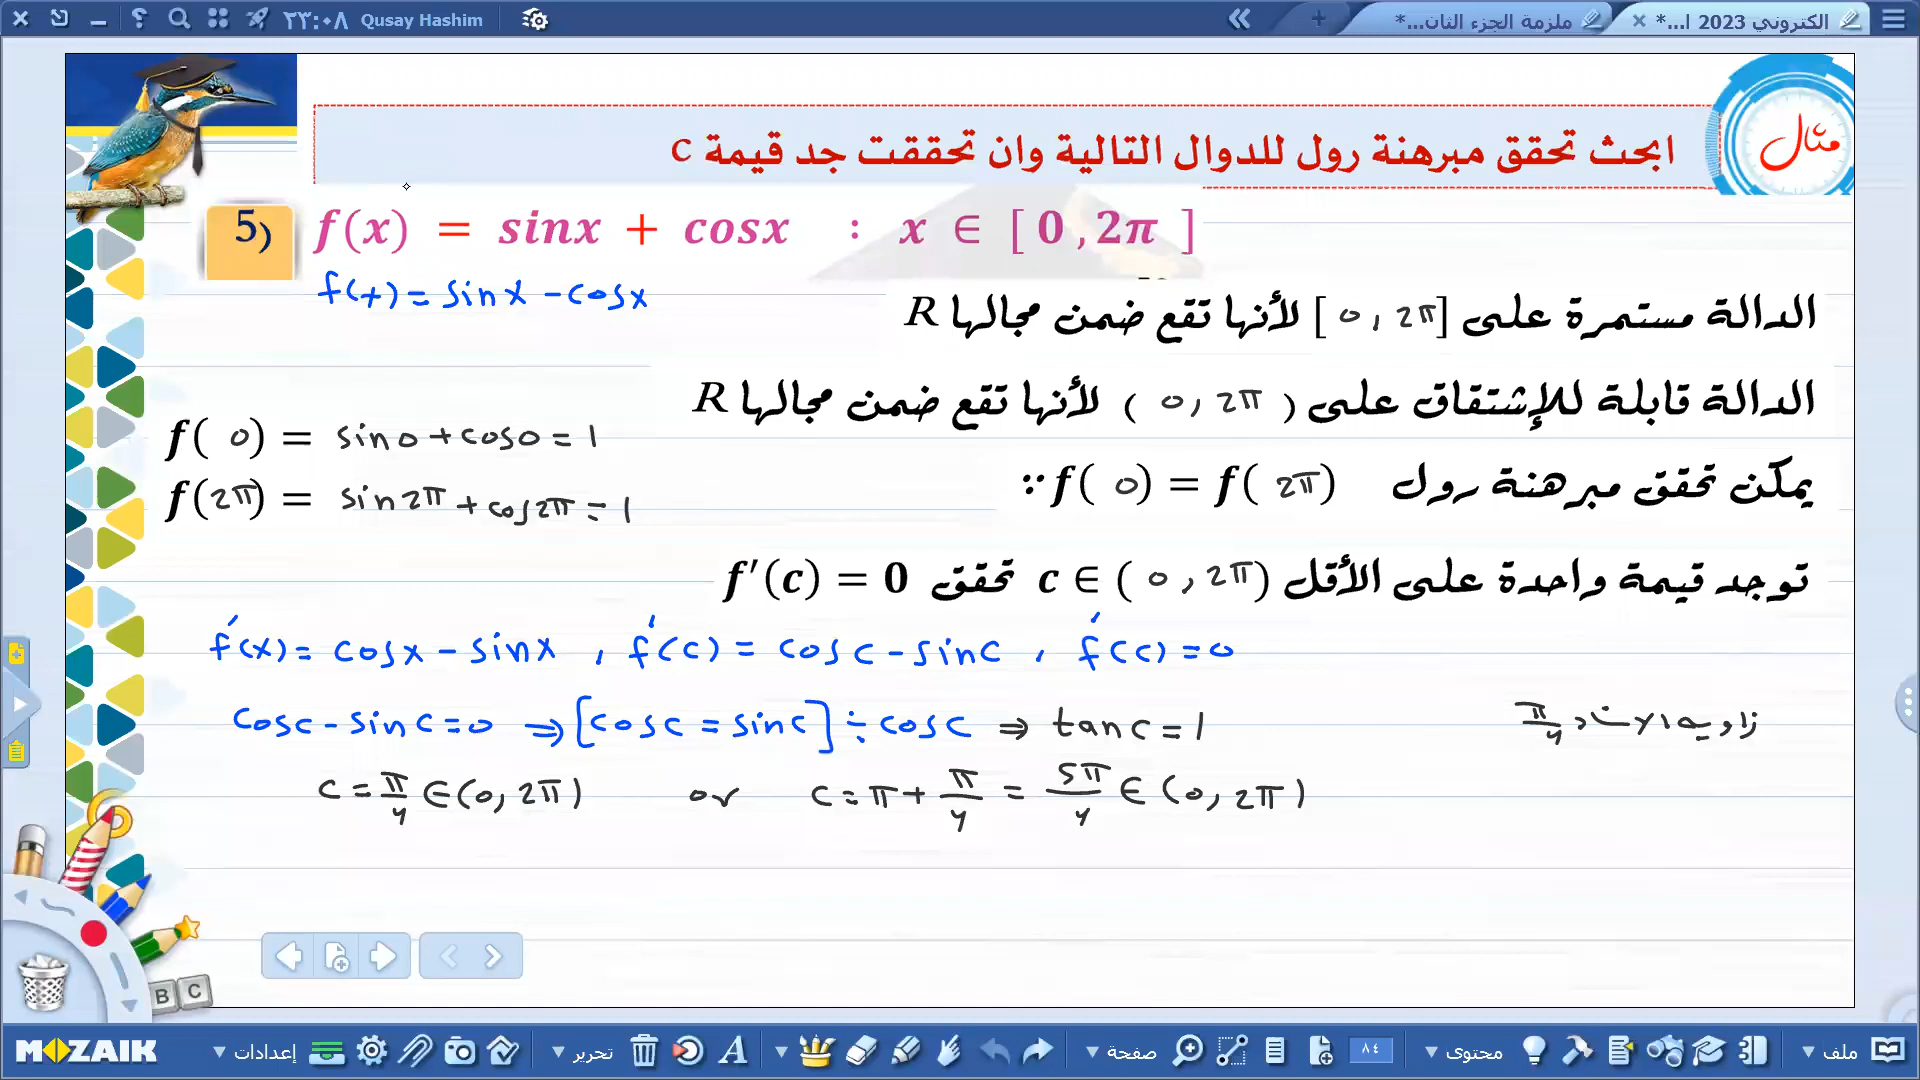 ٢٣:٠٨ Qusay Hashim
ملزمة الجزء الثان...*
الكتروني 2023 ا...*
مثال
ابحث تحقق مبرهنة رول للدوال التالية وان تحققت جد قيمة C
5) f(x) = sinx + cosx : x ∈ [ 0 , 2π ]
f(x) = sinx - cosx
الدالة مستمرة على [0, 2π] لأنها تقع ضمن مجالها R
الدالة قابلة للإشتقاق على (0, 2π) لأنها تقع ضمن مجالها R
f(0) = sin0 + cos0 = 1
f(2π) = sin2π + cos2π = 1
∵ f(0) = f(2π) يمكن تحقق مبرهنة رول
توجد قيمة واحدة على الأقل c ∈ (0, 2π) تحقق f′(c) = 0
f′(x) = cosx - sinx , f′(c) = cosc - sinc , f′(c) = 0
cosc - sinc = 0 ⇒ [cosc = sinc] ÷ cosc ⇒ tanc = 1
π/4
c = π/4 ∈ (0, 2π) or c = π + π/4 = 5π/4 ∈ (0, 2π)
B C
MOZAIK
إعدادات
تحرير
صفحة
٨٤
محتوى
ملف